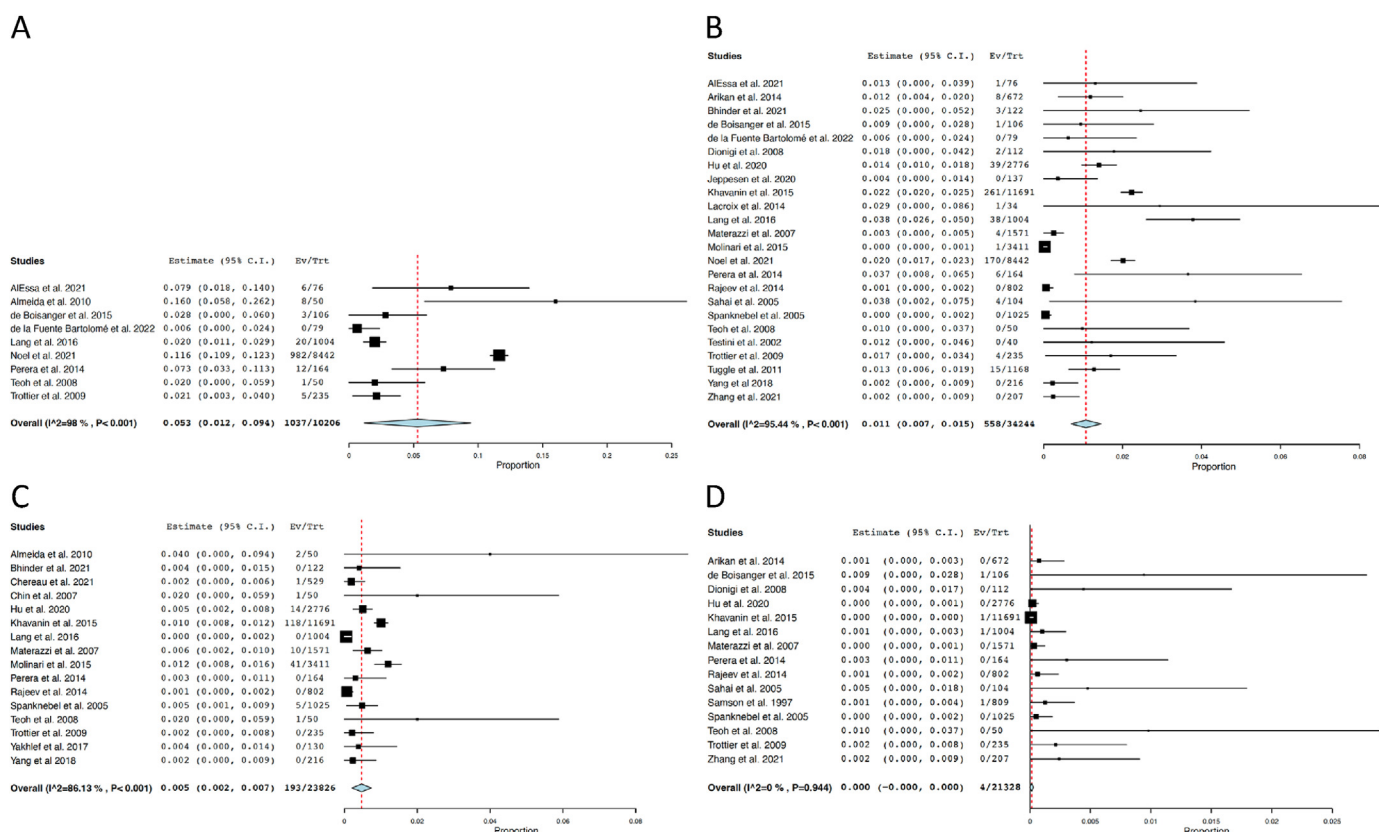 A
Studies Estimate (95% C.I.) Ev/Trt
AlEssa et al. 2021 0.079 (0.018, 0.140) 6/76
Almeida et al. 2010 0.160 (0.058, 0.262) 8/50
de Boisanger et al. 2015 0.028 (0.000, 0.060) 3/106
de la Fuente Bartolomé et al. 2022 0.006 (0.000, 0.024) 0/79
Lang et al. 2016 0.020 (0.011, 0.029) 20/1004
Noel et al. 2021 0.116 (0.109, 0.123) 982/8442
Perera et al. 2014 0.073 (0.033, 0.113) 12/164
Teoh et al. 2008 0.020 (0.000, 0.059) 1/50
Trottier et al. 2009 0.021 (0.003, 0.040) 5/235
Overall (I^2=98 % , P< 0.001) 0.053 (0.012, 0.094) 1037/10206
0 0.05 0.1 0.15 0.2 0.25
Proportion
B
Studies Estimate (95% C.I.) Ev/Trt
AlEssa et al. 2021 0.013 (0.000, 0.039) 1/76
Arikan et al. 2014 0.012 (0.004, 0.020) 8/672
Bhinder et al. 2021 0.025 (0.000, 0.052) 3/122
de Boisanger et al. 2015 0.009 (0.000, 0.028) 1/106
de la Fuente Bartolomé et al. 2022 0.006 (0.000, 0.024) 0/79
Dionigi et al. 2008 0.018 (0.000, 0.042) 2/112
Hu et al. 2020 0.014 (0.010, 0.018) 39/2776
Jeppesen et al. 2020 0.004 (0.000, 0.014) 0/137
Khavanin et al. 2015 0.022 (0.020, 0.025) 261/11691
Lacroix et al. 2014 0.029 (0.000, 0.086) 1/34
Lang et al. 2016 0.038 (0.026, 0.050) 38/1004
Materazzi et al. 2007 0.003 (0.000, 0.005) 4/1571
Molinari et al. 2015 0.000 (0.000, 0.001) 1/3411
Noel et al. 2021 0.020 (0.017, 0.023) 170/8442
Perera et al. 2014 0.037 (0.008, 0.065) 6/164
Rajeev et al. 2014 0.001 (0.000, 0.002) 0/802
Sahai et al. 2005 0.038 (0.002, 0.075) 4/104
Spanknebel et al. 2005 0.000 (0.000, 0.002) 0/1025
Teoh et al. 2008 0.010 (0.000, 0.037) 0/50
Testini et al. 2002 0.012 (0.000, 0.046) 0/40
Trottier et al. 2009 0.017 (0.000, 0.034) 4/235
Tuggle et al. 2011 0.013 (0.006, 0.019) 15/1168
Yang et al 2018 0.002 (0.000, 0.009) 0/216
Zhang et al. 2021 0.002 (0.000, 0.009) 0/207
Overall (I^2=95.44 % , P< 0.001) 0.011 (0.007, 0.015) 558/34244
0 0.02 0.04 0.06 0.08
Proportion
C
Studies Estimate (95% C.I.) Ev/Trt
Almeida et al. 2010 0.040 (0.000, 0.094) 2/50
Bhinder et al. 2021 0.004 (0.000, 0.015) 0/122
Chereau et al. 2021 0.002 (0.000, 0.006) 1/529
Chin et al. 2007 0.020 (0.000, 0.059) 1/50
Hu et al. 2020 0.005 (0.002, 0.008) 14/2776
Khavanin et al. 2015 0.010 (0.008, 0.012) 118/11691
Lang et al. 2016 0.000 (0.000, 0.002) 0/1004
Materazzi et al. 2007 0.006 (0.002, 0.010) 10/1571
Molinari et al. 2015 0.012 (0.008, 0.016) 41/3411
Perera et al. 2014 0.003 (0.000, 0.011) 0/164
Rajeev et al. 2014 0.001 (0.000, 0.002) 0/802
Spanknebel et al. 2005 0.005 (0.001, 0.009) 5/1025
Teoh et al. 2008 0.020 (0.000, 0.059) 1/50
Trottier et al. 2009 0.002 (0.000, 0.008) 0/235
Yakhlef et al. 2017 0.004 (0.000, 0.014) 0/130
Yang et al 2018 0.002 (0.000, 0.009) 0/216
Overall (I^2=86.13 % , P< 0.001) 0.005 (0.002, 0.007) 193/23826
0 0.02 0.04 0.06 0.08
Proportion
D
Studies Estimate (95% C.I.) Ev/Trt
Arikan et al. 2014 0.001 (0.000, 0.003) 0/672
de Boisanger et al. 2015 0.009 (0.000, 0.028) 1/106
Dionigi et al. 2008 0.004 (0.000, 0.017) 0/112
Hu et al. 2020 0.000 (0.000, 0.001) 0/2776
Khavanin et al. 2015 0.000 (0.000, 0.000) 1/11691
Lang et al. 2016 0.001 (0.000, 0.003) 1/1004
Materazzi et al. 2007 0.000 (0.000, 0.001) 0/1571
Perera et al. 2014 0.003 (0.000, 0.011) 0/164
Rajeev et al. 2014 0.001 (0.000, 0.002) 0/802
Sahai et al. 2005 0.005 (0.000, 0.018) 0/104
Samson et al. 1997 0.001 (0.000, 0.004) 1/809
Spanknebel et al. 2005 0.000 (0.000, 0.002) 0/1025
Teoh et al. 2008 0.010 (0.000, 0.037) 0/50
Trottier et al. 2009 0.002 (0.000, 0.008) 0/235
Zhang et al. 2021 0.002 (0.000, 0.009) 0/207
Overall (I^2=0 % , P=0.944) 0.000 (-0.000, 0.000) 4/21328
0 0.005 0.01 0.015 0.02 0.025
Proportion